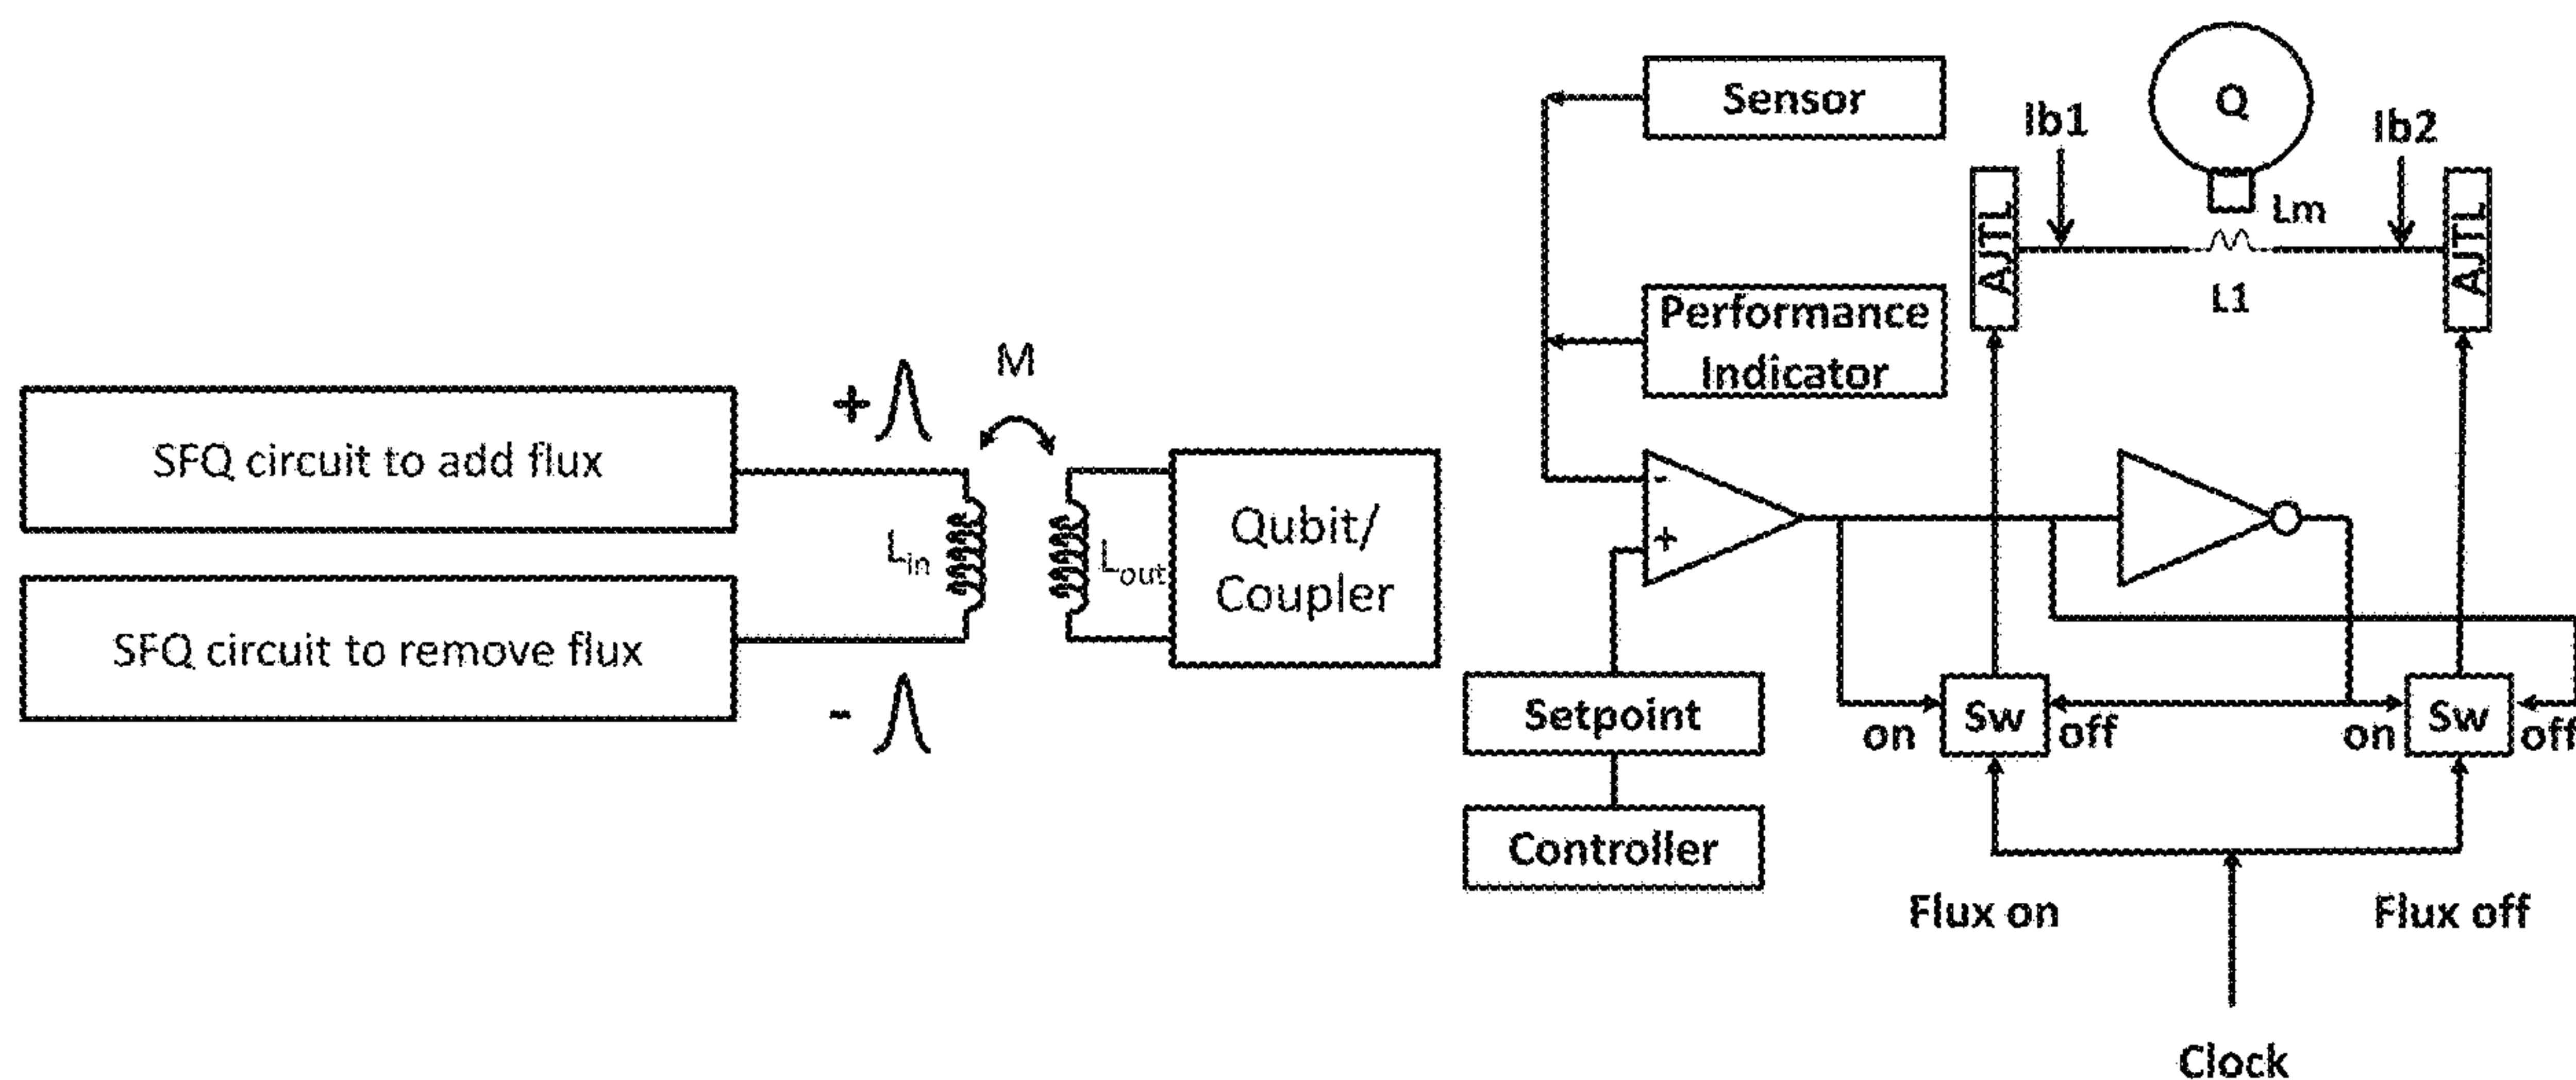 SFQ circuit to add flux
SFQ circuit to remove flux
+
-
M
Lin
Lout
Qubit/
Coupler
Sensor
Performance
Indicator
-
+
Setpoint
Controller
Q
Ib1
Ib2
Lm
L1
AJTL
AJTL
on
Sw
off
on
Sw
off
Flux on
Flux off
Clock